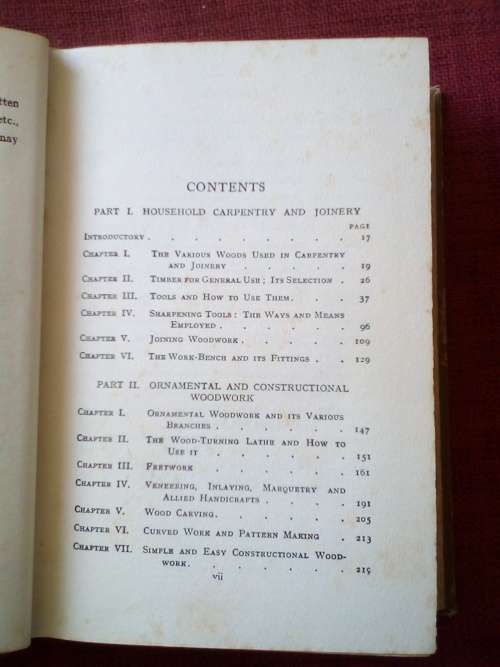 tten
etc.,
nay
CONTENTS
PART I. HOUSEHOLD CARPENTRY AND JOINERY
PAGE
INTRODUCTORY . . . . . . . . 17
CHAPTER I. THE VARIOUS WOODS USED IN CARPENTRY
AND JOINERY . . . . . 19
CHAPTER II. TIMBER FOR GENERAL USE; ITS SELECTION . 26
CHAPTER III. TOOLS AND HOW TO USE THEM . . . 37
CHAPTER IV. SHARPENING TOOLS: THE WAYS AND MEANS
EMPLOYED . . . . . . 96
CHAPTER V. JOINING WOODWORK . . . . . 109
CHAPTER VI. THE WORK-BENCH AND ITS FITTINGS . . 129
PART II. ORNAMENTAL AND CONSTRUCTIONAL
WOODWORK
CHAPTER I. ORNAMENTAL WOODWORK AND ITS VARIOUS
BRANCHES . . . . . . 147
CHAPTER II. THE WOOD-TURNING LATHE AND HOW TO
USE IT . . . . . . 151
CHAPTER III. FRETWORK . . . . . . 161
CHAPTER IV. VENEERING, INLAYING, MARQUETRY AND
ALLIED HANDICRAFTS . . . . 191
CHAPTER V. WOOD CARVING . . . . . . 205
CHAPTER VI. CURVED WORK AND PATTERN MAKING . 213
CHAPTER VII. SIMPLE AND EASY CONSTRUCTIONAL WOOD-
WORK . . . . . . . 219
vii